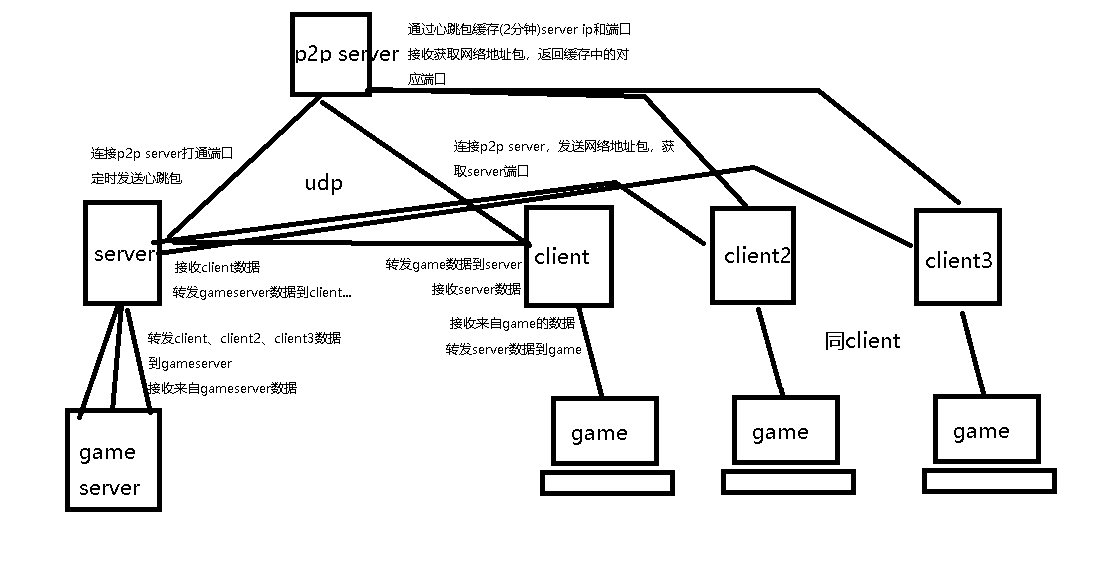 p2p server
通过心跳包缓存(2分钟)server ip和端口
接收获取网络地址包，返回缓存中的对
应端口
连接p2p server打通端口
定时发送心跳包
udp
连接p2p server，发送网络地址包，获
取server端口
server
client
client2
client3
接收client数据
转发gameserver数据到client...
转发game数据到server
接收server数据
转发client、client2、client3数据
到gameserver
接收来自gameserver数据
接收来自game的数据
转发server数据到game
同client
game
server
game
game
game